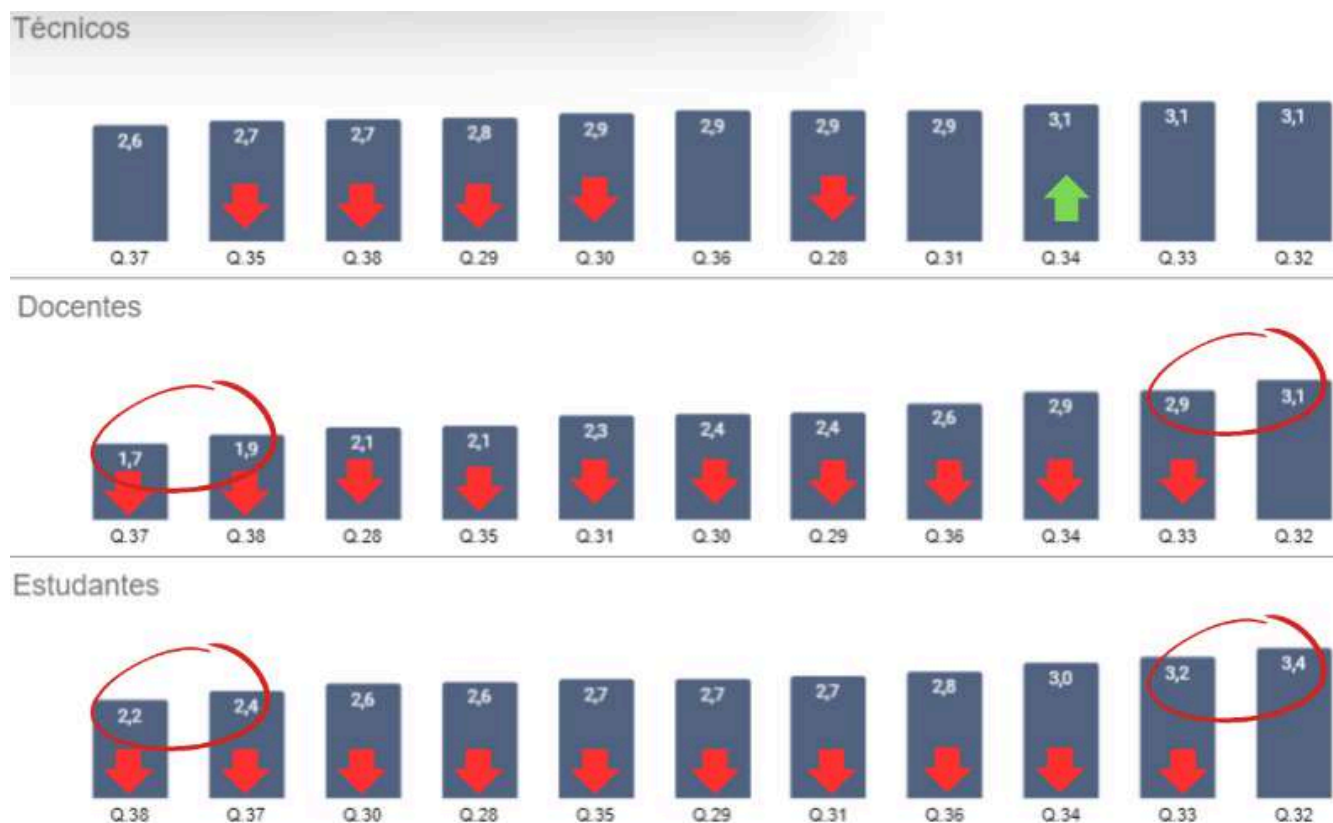 Técnicos
2,6 2,7 2,7 2,8 2,9 2,9 2,9 2,9 3,1 3,1 3,1
Q.37 Q.35 Q.38 Q.29 Q.30 Q.36 Q.28 Q.31 Q.34 Q.33 Q.32
Docentes
1,7 1,9 2,1 2,1 2,3 2,4 2,4 2,6 2,9 2,9 3,1
Q.37 Q.38 Q.28 Q.35 Q.31 Q.30 Q.29 Q.36 Q.34 Q.33 Q.32
Estudantes
2,2 2,4 2,6 2,6 2,7 2,7 2,7 2,8 3,0 3,2 3,4
Q.38 Q.37 Q.30 Q.28 Q.35 Q.29 Q.31 Q.36 Q.34 Q.33 Q.32